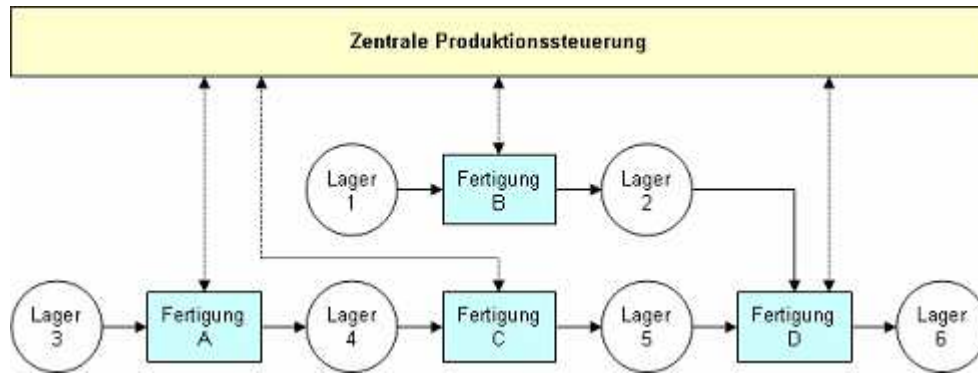 Zentrale Produktionssteuerung
Lager
1
Fertigung
B
Lager
2
Lager
3
Fertigung
A
Lager
4
Fertigung
C
Lager
5
Fertigung
D
Lager
6